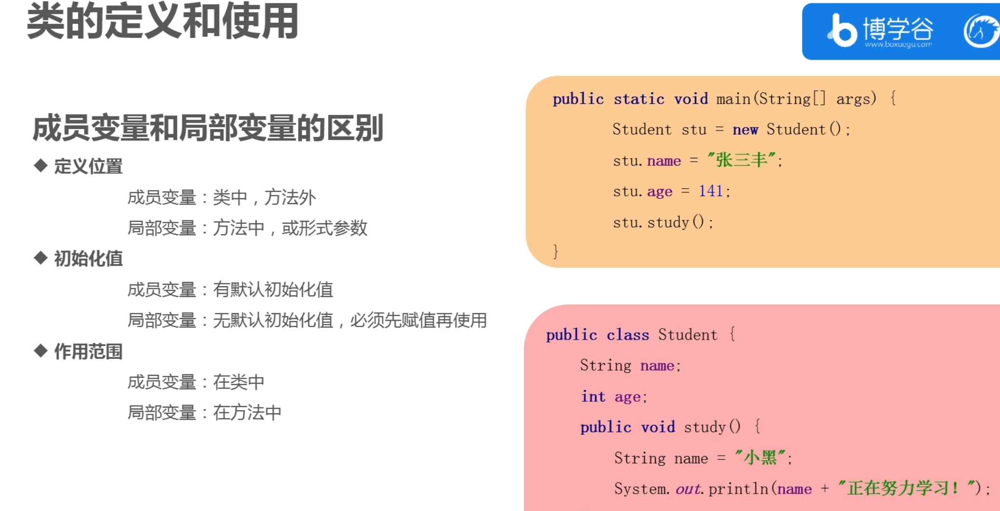 类的定义和使用
博学谷
www.boxuegu.com
成员变量和局部变量的区别
◆ 定义位置
成员变量：类中，方法外
局部变量：方法中，或形式参数
◆ 初始化值
成员变量：有默认初始化值
局部变量：无默认初始化值，必须先赋值再使用
◆ 作用范围
成员变量：在类中
局部变量：在方法中
public static void main(String[] args) {
Student stu = new Student();
stu.name = "张三丰";
stu.age = 141;
stu.study();
}
public class Student {
String name;
int age;
public void study() {
String name = "小黑";
System.out.println(name + "正在努力学习！");